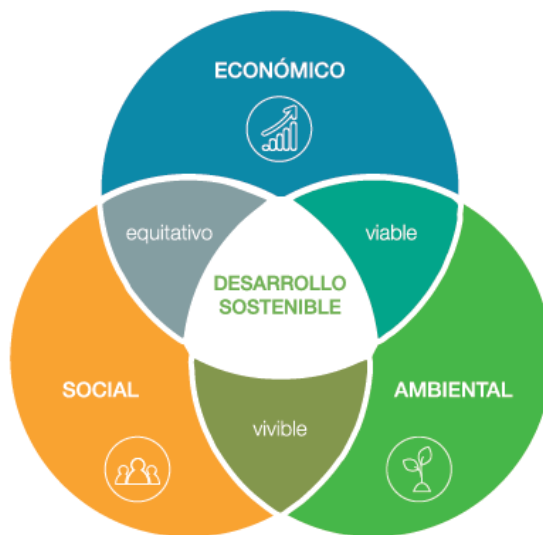 ECONÓMICO
equitativo
viable
DESARROLLO
SOSTENIBLE
SOCIAL
AMBIENTAL
vivible